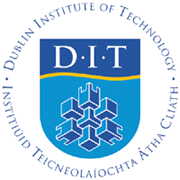 · DUBLIN INSTITUTE OF TECHNOLOGY ·
D·I·T
INSTITIÚID TEICNEOLAÍOCHTA ÁTHA CLIATH